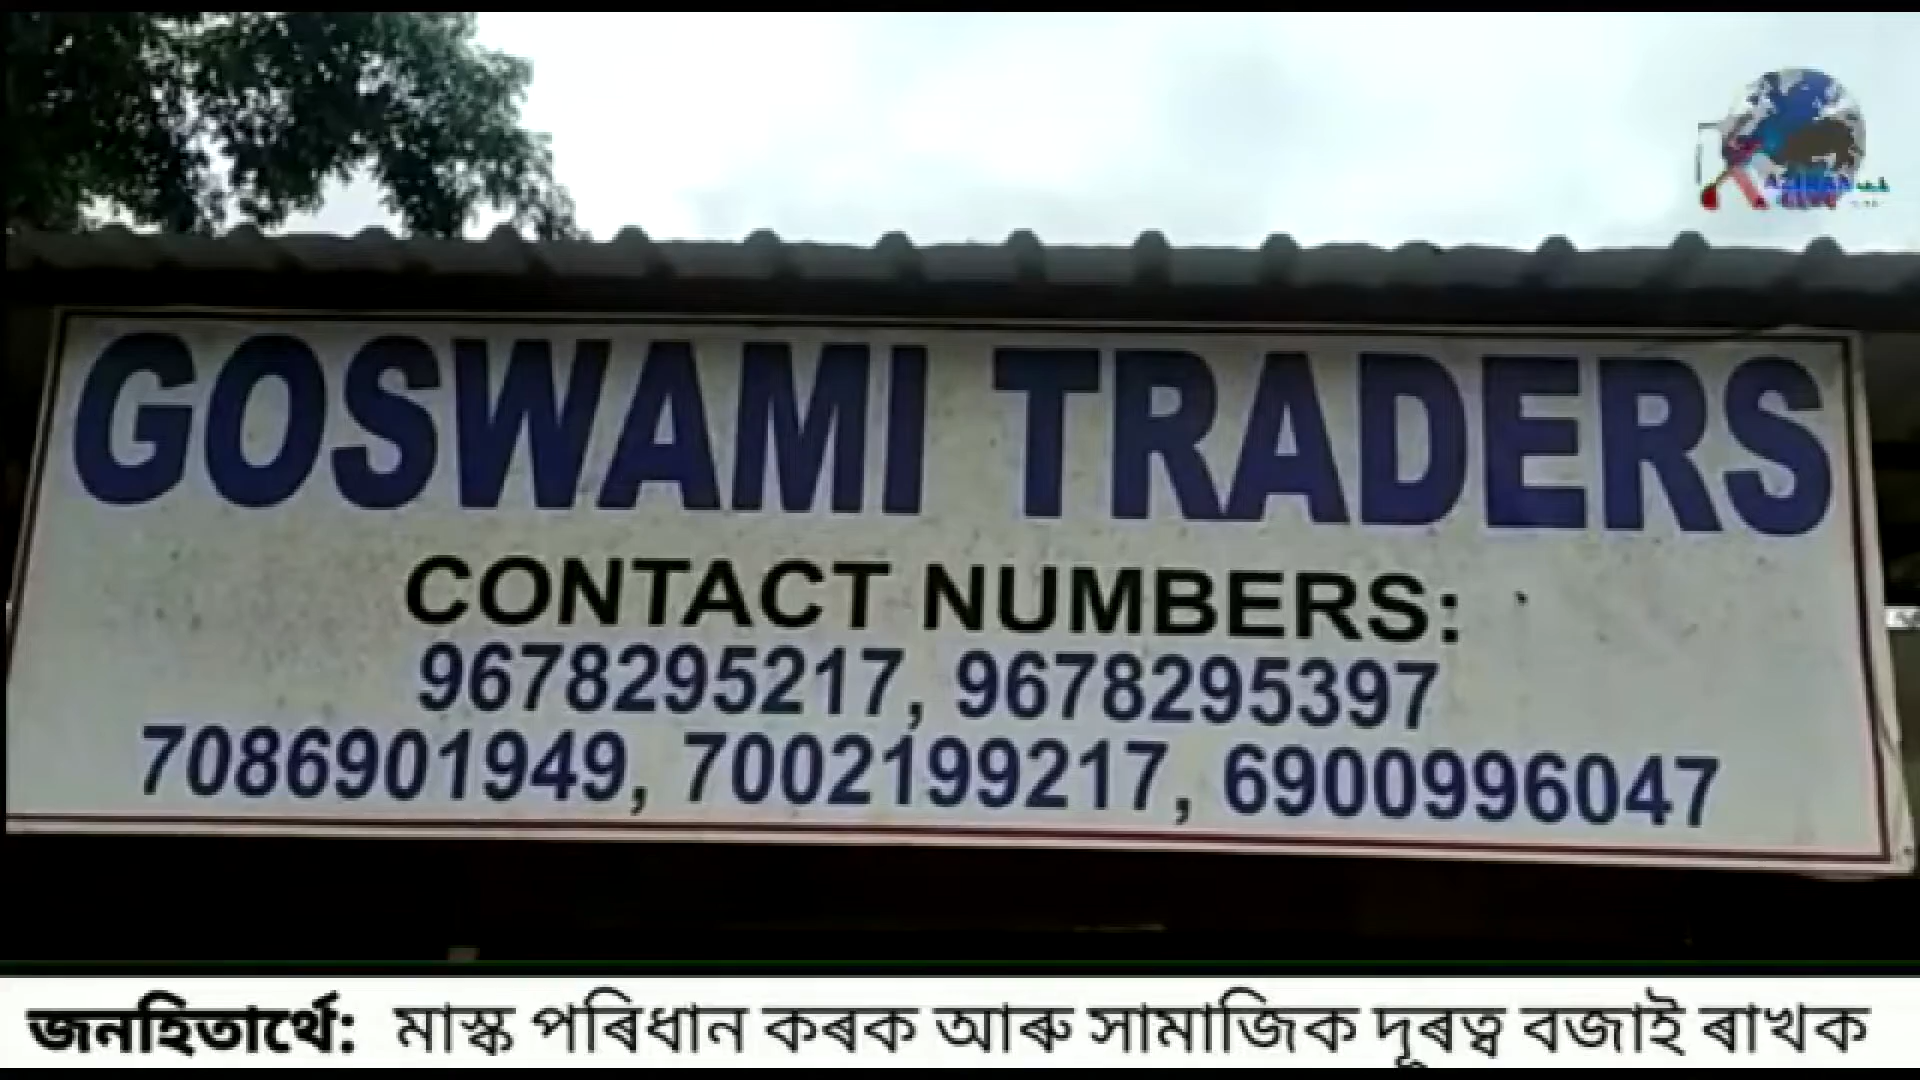 GOSWAMI TRADERS
CONTACT NUMBERS:
9678295217, 9678295397
7086901949, 7002199217, 6900996047
জনহিতাৰ্থে: মাস্ক পৰিধান কৰক আৰু সামাজিক দূৰত্ব বজাই ৰাখক